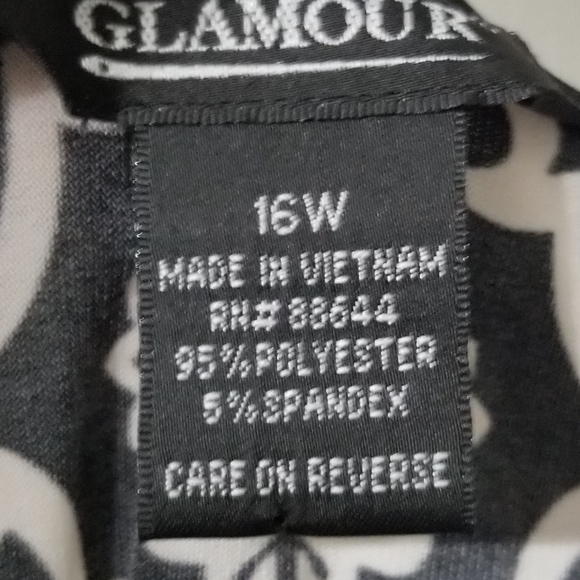 GLAMOUR
16W
MADE IN VIETNAM
RN# 88644
95% POLYESTER
5% SPANDEX
CARE ON REVERSE